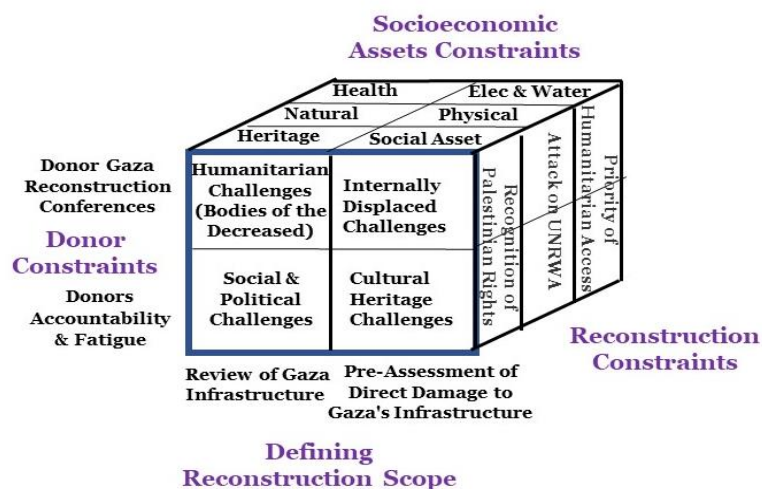 Socioeconomic
Assets Constraints
Health
Elec & Water
Natural
Physical
Heritage
Social Asset
Donor Gaza
Reconstruction
Conferences
Donor
Constraints
Donors
Accountability
& Fatigue
Humanitarian
Challenges
(Bodies of the
Decreased)
Internally
Displaced
Challenges
Social &
Political
Challenges
Cultural
Heritage
Challenges
Recognition of
Palestinian Rights
Attack on UNRWA
Priority of
Humanitarian Access
Reconstruction
Constraints
Review of Gaza
Infrastructure
Pre-Assessment of
Direct Damage to
Gaza's Infrastructure
Defining
Reconstruction Scope